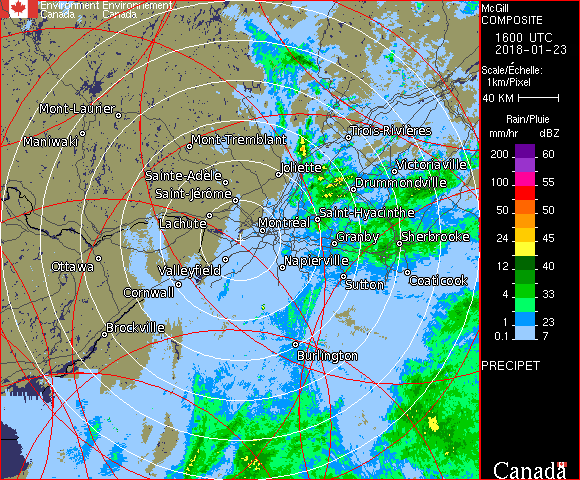 Environment Environnement
Canada Canada
McGill
COMPOSITE
1600 UTC
2018-01-23
Scale/Échelle:
1km/Pixel
40 KM
Rain/Pluie
mm/hr dBZ
200 60
150 60
100 55
50 50
24 45
12 40
4 33
1 23
0.1 7
PRECIPET
Canada
Mont-Laurier
Maniwaki
Mont-Tremblant
Trois-Rivières
Sainte-Adèle
Joliette
Victoriaville
Saint-Jérôme
Drummondville
Lachute
Montréal
Saint-Hyacinthe
Granby
Sherbrooke
Ottawa
Valleyfield
Napierville
Cornwall
Sutton
Coaticook
Brockville
Burlington